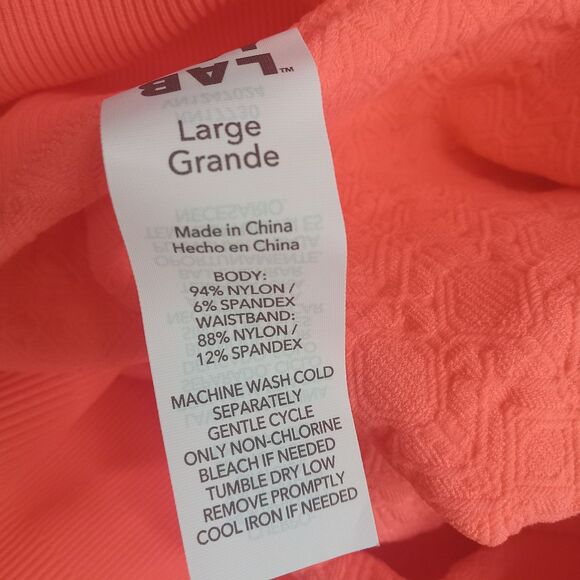 LAB™
Large
Grande
Made in China
Hecho en China
BODY:
94% NYLON /
6% SPANDEX
WAISTBAND:
88% NYLON /
12% SPANDEX
MACHINE WASH COLD
SEPARATELY
GENTLE CYCLE
ONLY NON-CHLORINE
BLEACH IF NEEDED
TUMBLE DRY LOW
REMOVE PROMPTLY
COOL IRON IF NEEDED